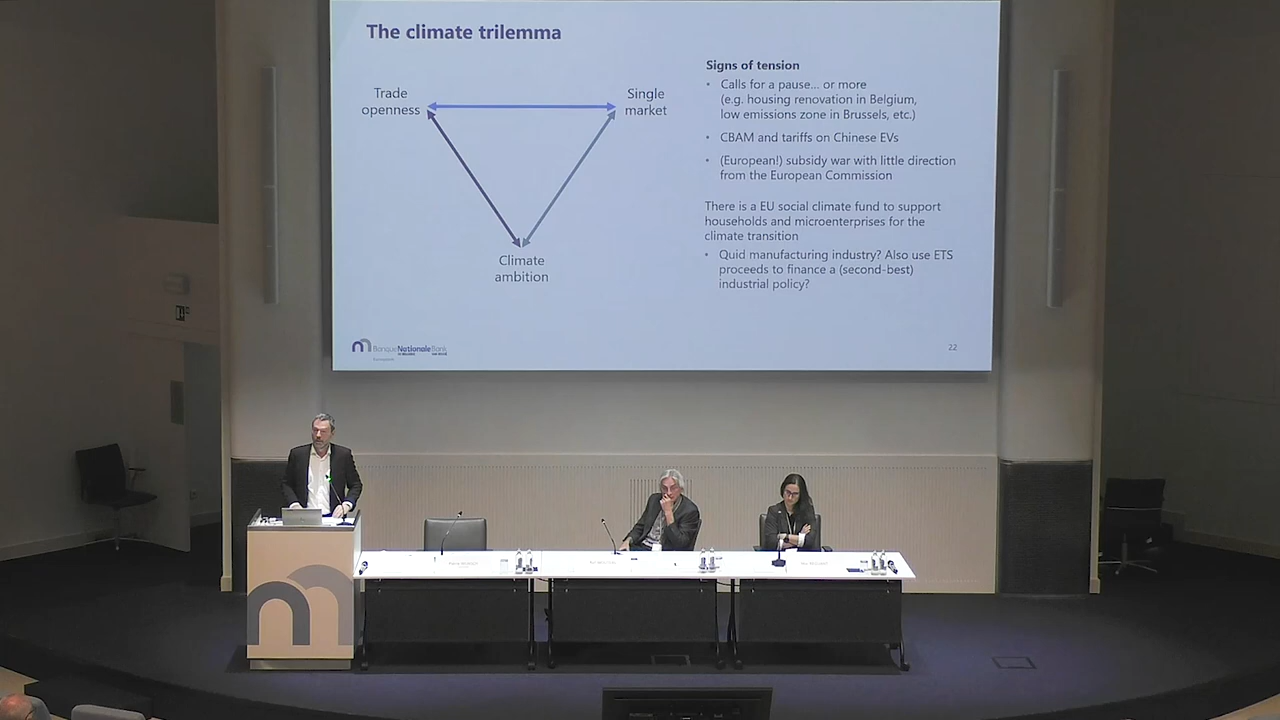 The climate trilemma
Trade
openness
Single
market
Climate
ambition
Signs of tension
• Calls for a pause... or more
(e.g. housing renovation in Belgium,
low emissions zone in Brussels, etc.)
• CBAM and tariffs on Chinese EVs
• (European!) subsidy war with little direction
from the European Commission
There is a EU social climate fund to support
households and microenterprises for the
climate transition
• Quid manufacturing industry? Also use ETS
proceeds to finance a (second-best)
industrial policy?
BanqueNationaleBank
22